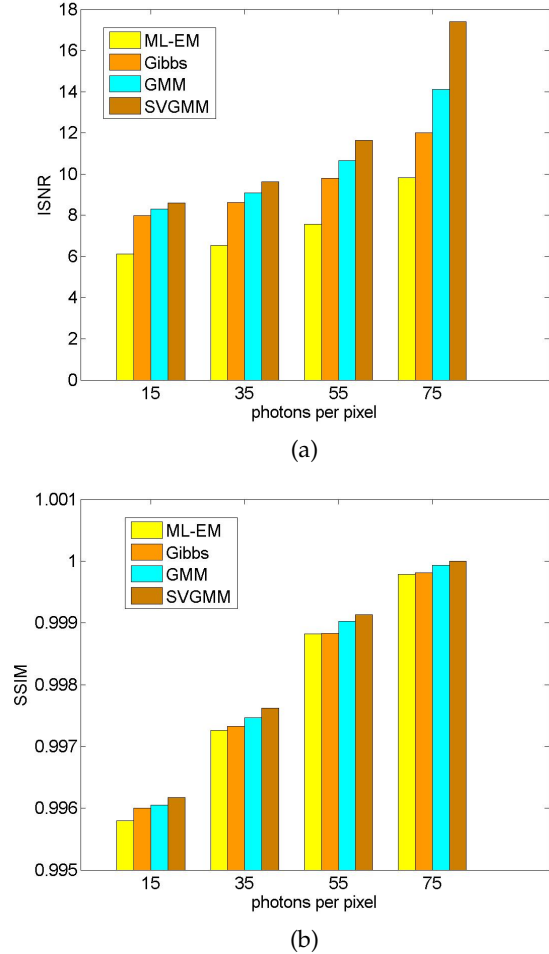 18
16
14
12
10
8
6
4
2
0
ISNR
ML-EM
Gibbs
GMM
SVGMM
15 35 55 75
photons per pixel
(a)
1.001
1
0.999
0.998
0.997
0.996
0.995
SSIM
ML-EM
Gibbs
GMM
SVGMM
15 35 55 75
photons per pixel
(b)